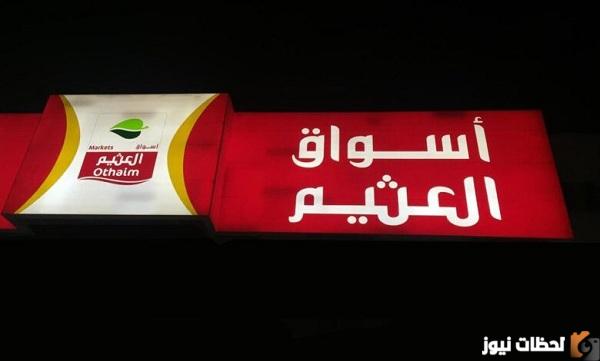 أسواق
العثيم
Markets أسواق
العثيم
Othaim
لحظات نيوز